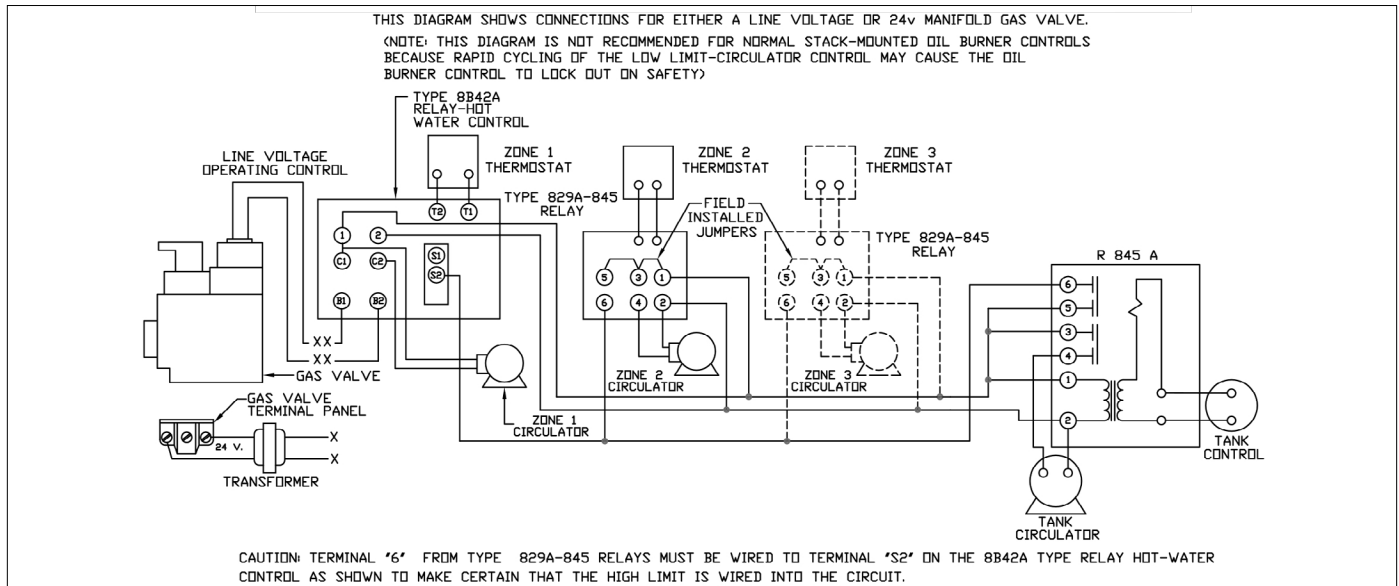 THIS DIAGRAM SHOWS CONNECTIONS FOR EITHER A LINE VOLTAGE OR 24v MANIFOLD GAS VALVE.
(NOTE: THIS DIAGRAM IS NOT RECOMMENDED FOR NORMAL STACK-MOUNTED OIL BURNER CONTROLS
BECAUSE RAPID CYCLING OF THE LOW LIMIT-CIRCULATOR CONTROL MAY CAUSE THE OIL
BURNER CONTROL TO LOCK OUT ON SAFETY)
TYPE 8B42A
RELAY-HOT
WATER CONTROL
LINE VOLTAGE
OPERATING CONTROL
ZONE 1
THERMOSTAT
ZONE 2
THERMOSTAT
ZONE 3
THERMOSTAT
TYPE 829A-845
RELAY
FIELD
INSTALLED
JUMPERS
TYPE 829A-845
RELAY
R 845 A
T2 T1
1 2
C1 C2
S1
S2
B1 B2
5 3 1
6 4 2
5 3 1
6 4 2
6
5
3
4
1
2
XX
XX
GAS VALVE
GAS VALVE
TERMINAL PANEL
24 V.
X
X
TRANSFORMER
ZONE 1
CIRCULATOR
ZONE 2
CIRCULATOR
ZONE 3
CIRCULATOR
TANK
CONTROL
TANK
CIRCULATOR
CAUTION: TERMINAL "6" FROM TYPE 829A-845 RELAYS MUST BE WIRED TO TERMINAL "S2" ON THE 8B42A TYPE RELAY HOT-WATER
CONTROL AS SHOWN TO MAKE CERTAIN THAT THE HIGH LIMIT IS WIRED INTO THE CIRCUIT.